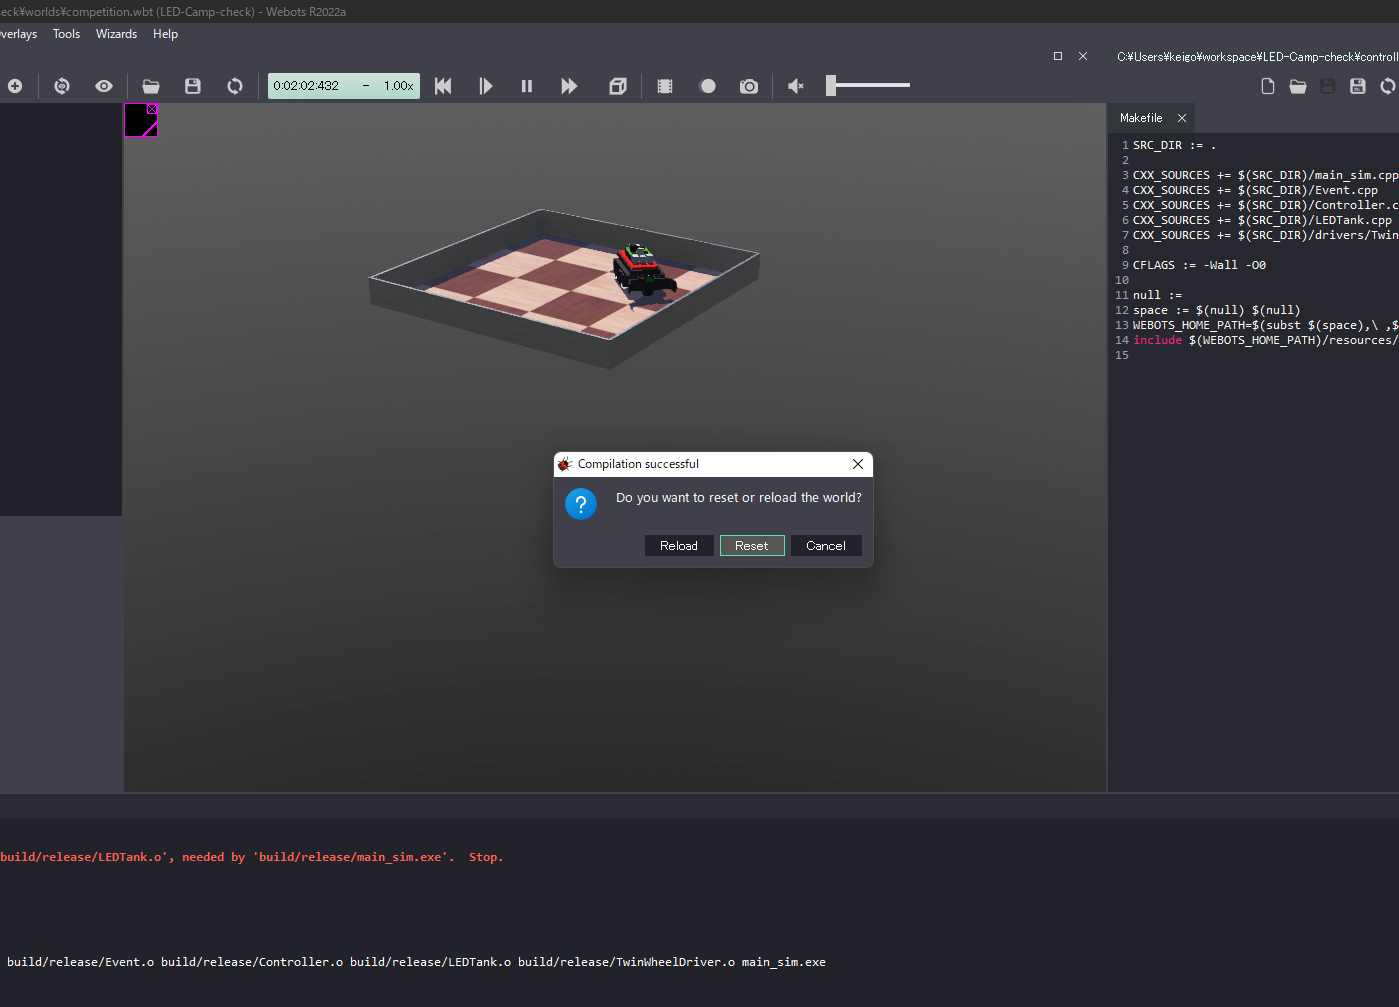 eck¥worlds¥competition.wbt (LED-Camp-check) - Webots R2022a
verlays Tools Wizards Help
C:¥Users¥keigo¥workspace¥LED-Camp-check¥controll
0:02:02:432 - 1.00x
Makefile
1 SRC_DIR := .
2
3 CXX_SOURCES += $(SRC_DIR)/main_sim.cpp
4 CXX_SOURCES += $(SRC_DIR)/Event.cpp
5 CXX_SOURCES += $(SRC_DIR)/Controller.c
6 CXX_SOURCES += $(SRC_DIR)/LEDTank.cpp
7 CXX_SOURCES += $(SRC_DIR)/drivers/Twin
8
9 CFLAGS := -Wall -O0
10
11 null :=
12 space := $(null) $(null)
13 WEBOTS_HOME_PATH=$(subst $(space),\ ,$
14 include $(WEBOTS_HOME_PATH)/resources/
15
Compilation successful
Do you want to reset or reload the world?
Reload Reset Cancel
build/release/LEDTank.o', needed by 'build/release/main_sim.exe'.  Stop.
build/release/Event.o build/release/Controller.o build/release/LEDTank.o build/release/TwinWheelDriver.o main_sim.exe